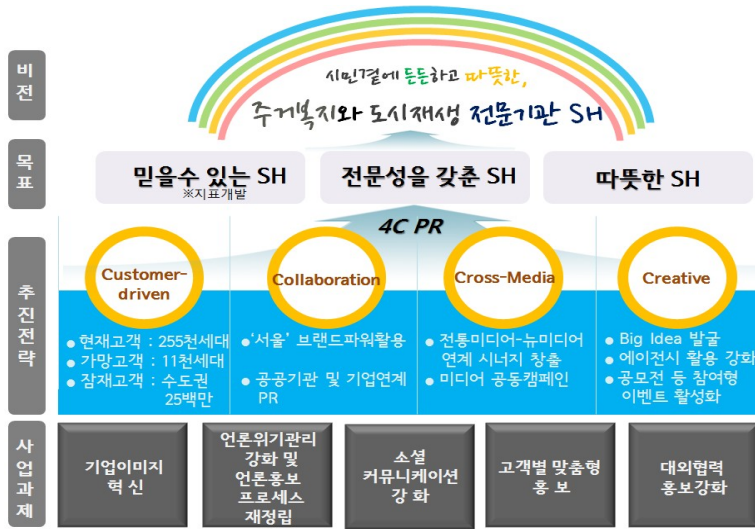 비전
시민곁에 든든하고 따뜻한,
주거복지와 도시재생 전문기관 SH
목표
믿을수 있는 SH
※지표개발
전문성을 갖춘 SH
따뜻한 SH
4C PR
추진전략
Customer-
driven
● 현재고객 : 255천세대
● 가망고객 : 11천세대
● 잠재고객 : 수도권
25백만
Collaboration
● ‘서울’ 브랜드파워활용
● 공공기관 및 기업연계
PR
Cross-Media
● 전통미디어-뉴미디어
연계 시너지 창출
● 미디어 공동캠페인
Creative
● Big Idea 발굴
● 에이전시 활용 강화
● 공모전 등 참여형
이벤트 활성화
사업과제
기업이미지
혁 신
언론위기관리
강화 및
언론홍보
프로세스
재정립
소셜
커뮤니케이션
강 화
고객별 맞춤형
홍 보
대외협력
홍보강화